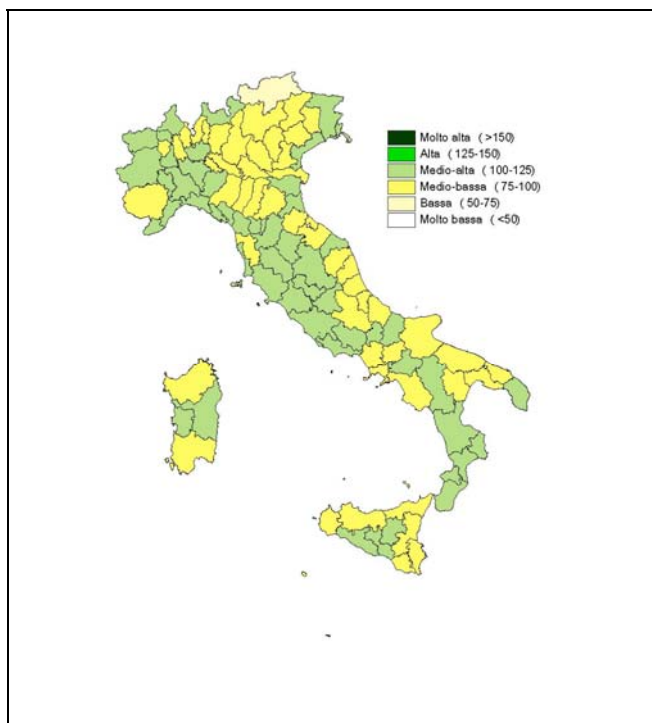 Molto alta (>150)
Alta (125-150)
Medio-alta (100-125)
Medio-bassa (75-100)
Bassa (50-75)
Molto bassa (<50)